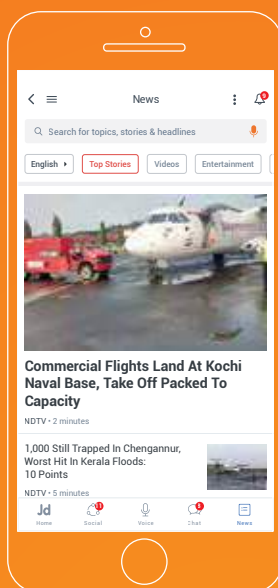 News
9
Search for topics, stories & headlines
English
Top Stories
Videos
Entertainment
Commercial Flights Land At Kochi
Naval Base, Take Off Packed To
Capacity
NDTV • 2 minutes
1,000 Still Trapped In Chengannur,
Worst Hit In Kerala Floods:
10 Points
NDTV • 5 minutes
Jd
Home
11
Social
Voice
Chat
News